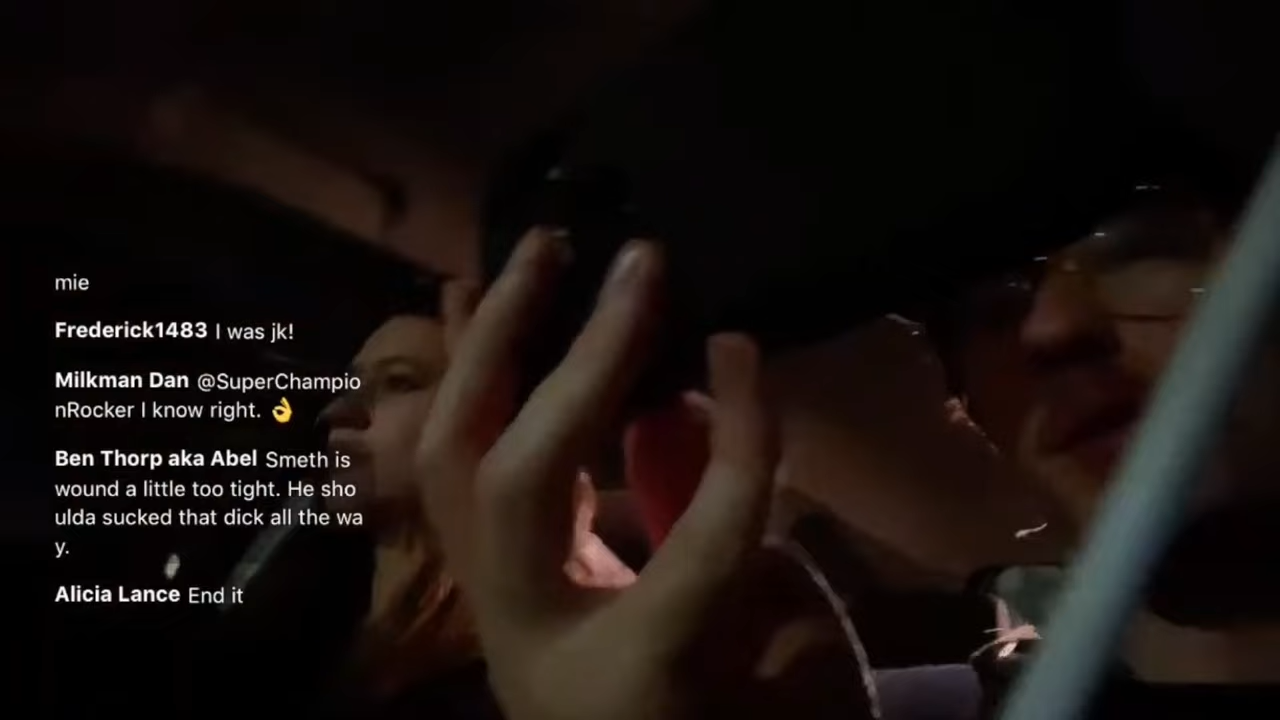 mie
Frederick1483 I was jk!
Milkman Dan @SuperChampio
nRocker I know right. 👌
Ben Thorp aka Abel Smeth is
wound a little too tight. He sho
ulda sucked that dick all the wa
y.
Alicia Lance End it